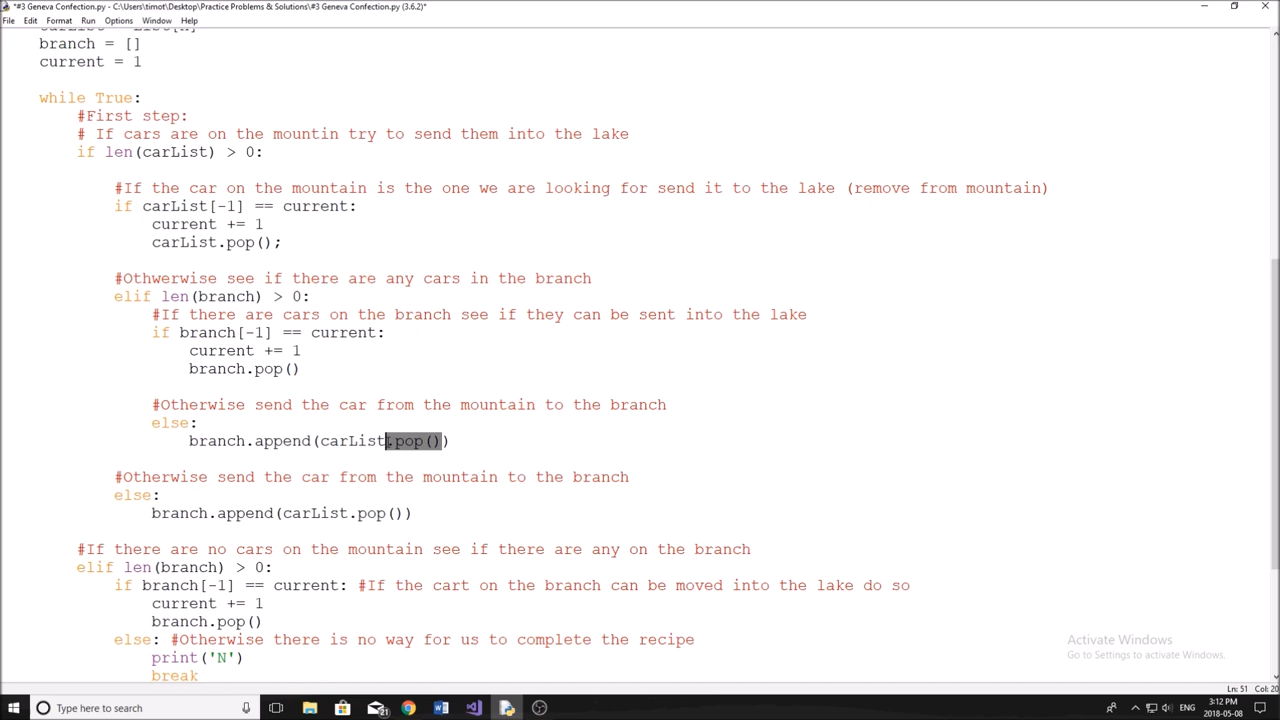 *#3 Geneva Confection.py - C:\Users\timot\Desktop\Practice Problems & Solutions\#3 Geneva Confection.py (3.6.2)*
File Edit Format Run Options Window Help
branch = []
current = 1
while True:
#First step:
# If cars are on the mountin try to send them into the lake
if len(carList) > 0:
#If the car on the mountain is the one we are looking for send it to the lake (remove from mountain)
if carList[-1] == current:
current += 1
carList.pop();
#Othwerwise see if there are any cars in the branch
elif len(branch) > 0:
#If there are cars on the branch see if they can be sent into the lake
if branch[-1] == current:
current += 1
branch.pop()
#Otherwise send the car from the mountain to the branch
else:
branch.append(carList.pop())
#Otherwise send the car from the mountain to the branch
else:
branch.append(carList.pop())
#If there are no cars on the mountain see if there are any on the branch
elif len(branch) > 0:
if branch[-1] == current: #If the cart on the branch can be moved into the lake do so
current += 1
branch.pop()
else: #Otherwise there is no way for us to complete the recipe
print('N')
break
Activate Windows
Go to Settings to activate Windows.
Ln: 51 Col: 20
Type here to search
21
ENG
3:12 PM
2018-05-08